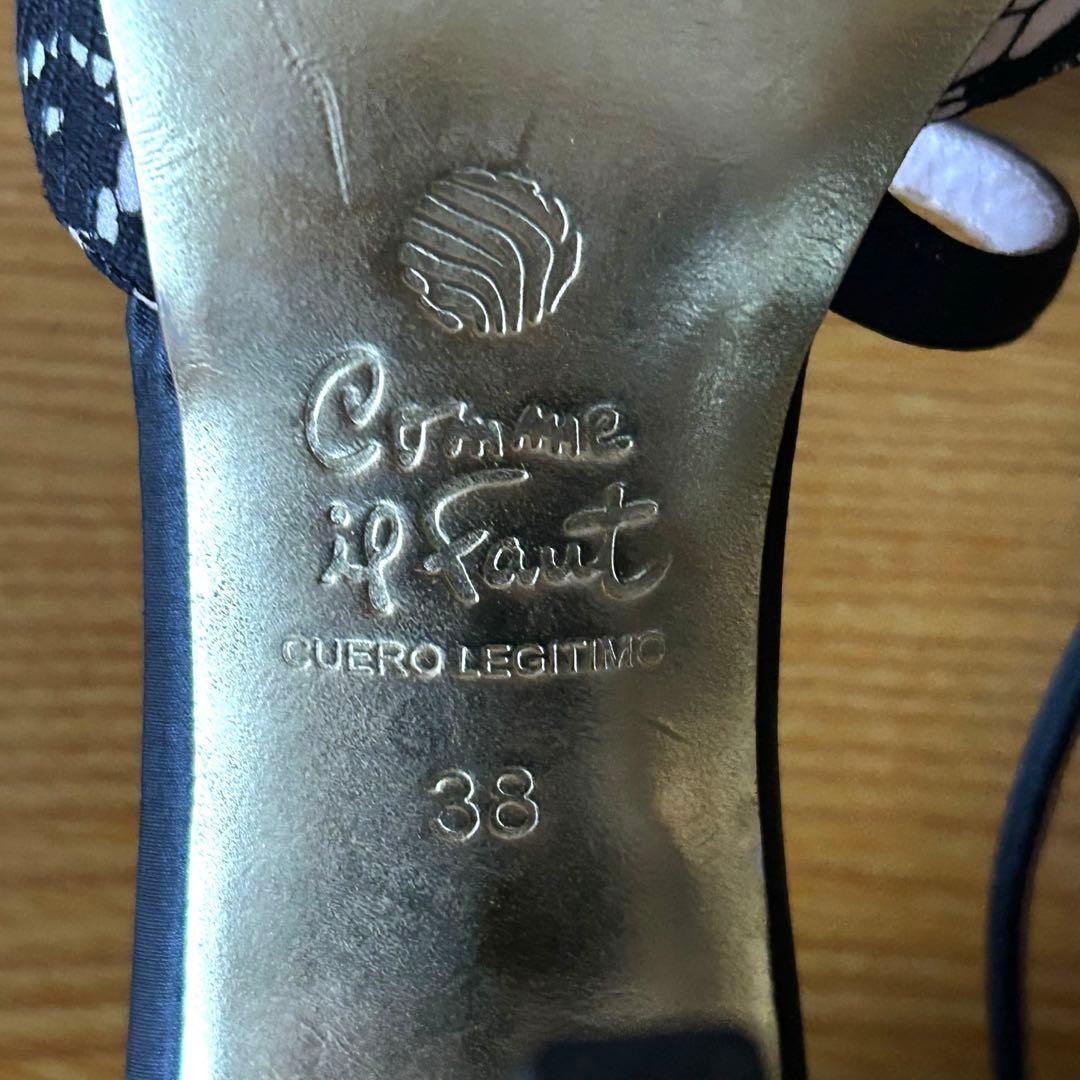 Comme
il Faut
CUERO LEGITIMO
38